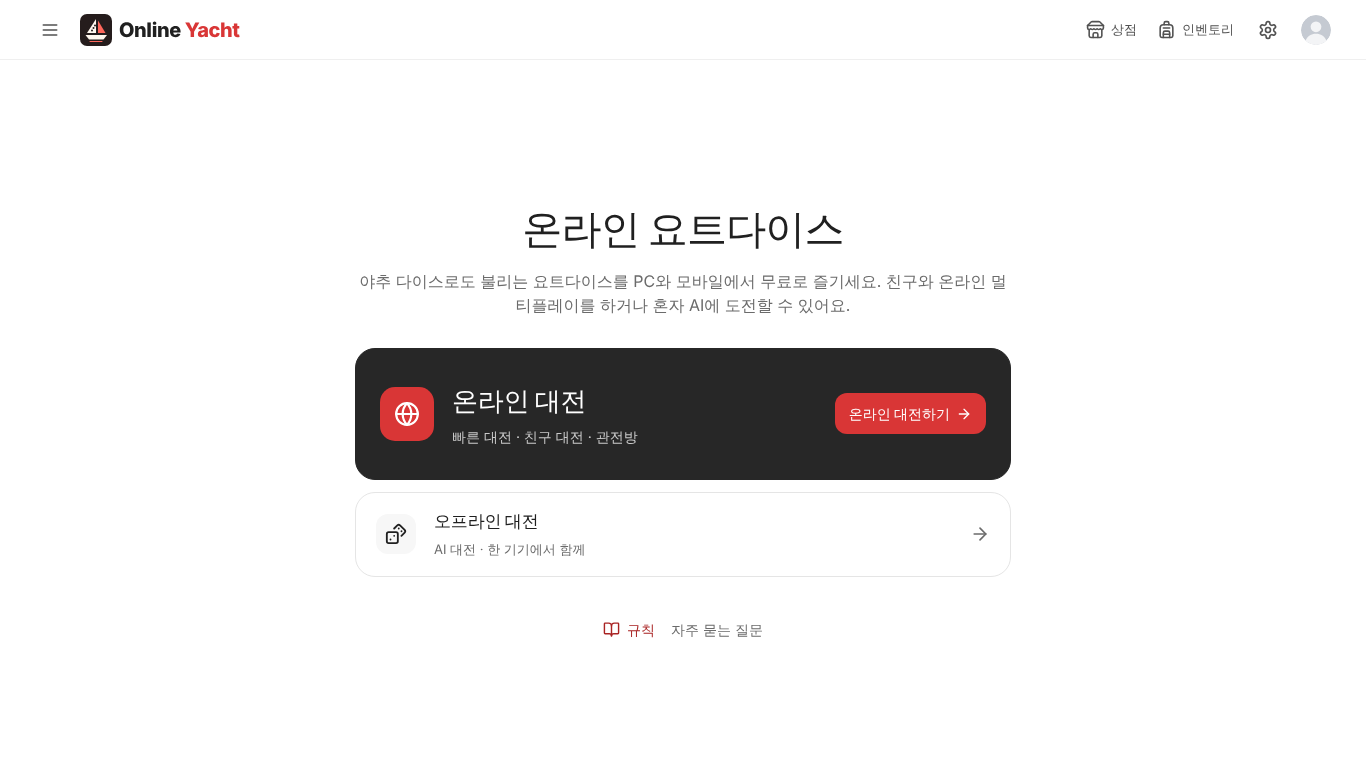 Online Yacht
상점
인벤토리
온라인 요트다이스
야추 다이스로도 불리는 요트다이스를 PC와 모바일에서 무료로 즐기세요. 친구와 온라인 멀
티플레이를 하거나 혼자 AI에 도전할 수 있어요.
온라인 대전
빠른 대전 · 친구 대전 · 관전방
온라인 대전하기
오프라인 대전
AI 대전 · 한 기기에서 함께
규칙
자주 묻는 질문